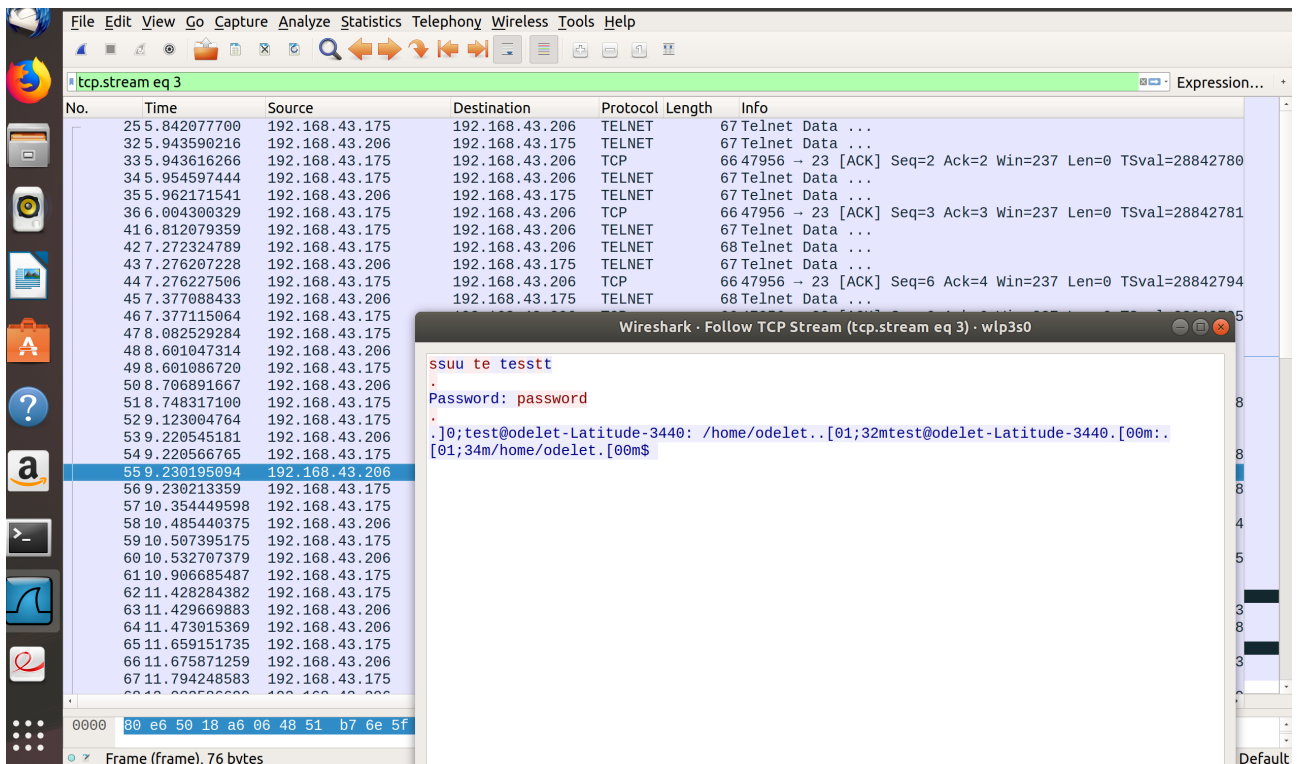 File Edit View Go Capture Analyze Statistics Telephony Wireless Tools Help
tcp.stream eq 3
Expression... +
No. Time Source Destination Protocol Length Info
25 5.842077700 192.168.43.175 192.168.43.206 TELNET 67 Telnet Data ...
32 5.943590216 192.168.43.206 192.168.43.175 TELNET 67 Telnet Data ...
33 5.943616266 192.168.43.175 192.168.43.206 TCP 66 47956 → 23 [ACK] Seq=2 Ack=2 Win=237 Len=0 TSval=28842780
34 5.954597444 192.168.43.175 192.168.43.206 TELNET 67 Telnet Data ...
35 5.962171541 192.168.43.206 192.168.43.175 TELNET 67 Telnet Data ...
36 6.004300329 192.168.43.175 192.168.43.206 TCP 66 47956 → 23 [ACK] Seq=3 Ack=3 Win=237 Len=0 TSval=28842781
41 6.812079359 192.168.43.175 192.168.43.206 TELNET 67 Telnet Data ...
42 7.272324789 192.168.43.175 192.168.43.206 TELNET 68 Telnet Data ...
43 7.276207228 192.168.43.206 192.168.43.175 TELNET 67 Telnet Data ...
44 7.276227506 192.168.43.175 192.168.43.206 TCP 66 47956 → 23 [ACK] Seq=6 Ack=4 Win=237 Len=0 TSval=28842794
45 7.377088433 192.168.43.206 192.168.43.175 TELNET 68 Telnet Data ...
46 7.377115064 192.168.43.175
47 8.082529284 192.168.43.175
48 8.601047314 192.168.43.206
49 8.601086720 192.168.43.175
50 8.706891667 192.168.43.206
51 8.748317100 192.168.43.175
52 9.123004764 192.168.43.175
53 9.220545181 192.168.43.206
54 9.220566765 192.168.43.175
55 9.230195094 192.168.43.206
56 9.230213359 192.168.43.175
57 10.354449598 192.168.43.175
58 10.485440375 192.168.43.206
59 10.507395175 192.168.43.175
60 10.532707379 192.168.43.206
61 10.906685487 192.168.43.175
62 11.428284382 192.168.43.175
63 11.429669883 192.168.43.206
64 11.473015369 192.168.43.206
65 11.659151735 192.168.43.175
66 11.675871259 192.168.43.206
67 11.794248583 192.168.43.175
Wireshark · Follow TCP Stream (tcp.stream eq 3) · wlp3s0
ssuu te tesstt
.
Password: password
.
.]0;test@odelet-Latitude-3440: /home/odelet..[01;32mtest@odelet-Latitude-3440.[00m:.
[01;34m/home/odelet.[00m$
0000 80 e6 50 18 a6 06 48 51 b7 6e 5f
Frame (frame), 76 bytes
Default